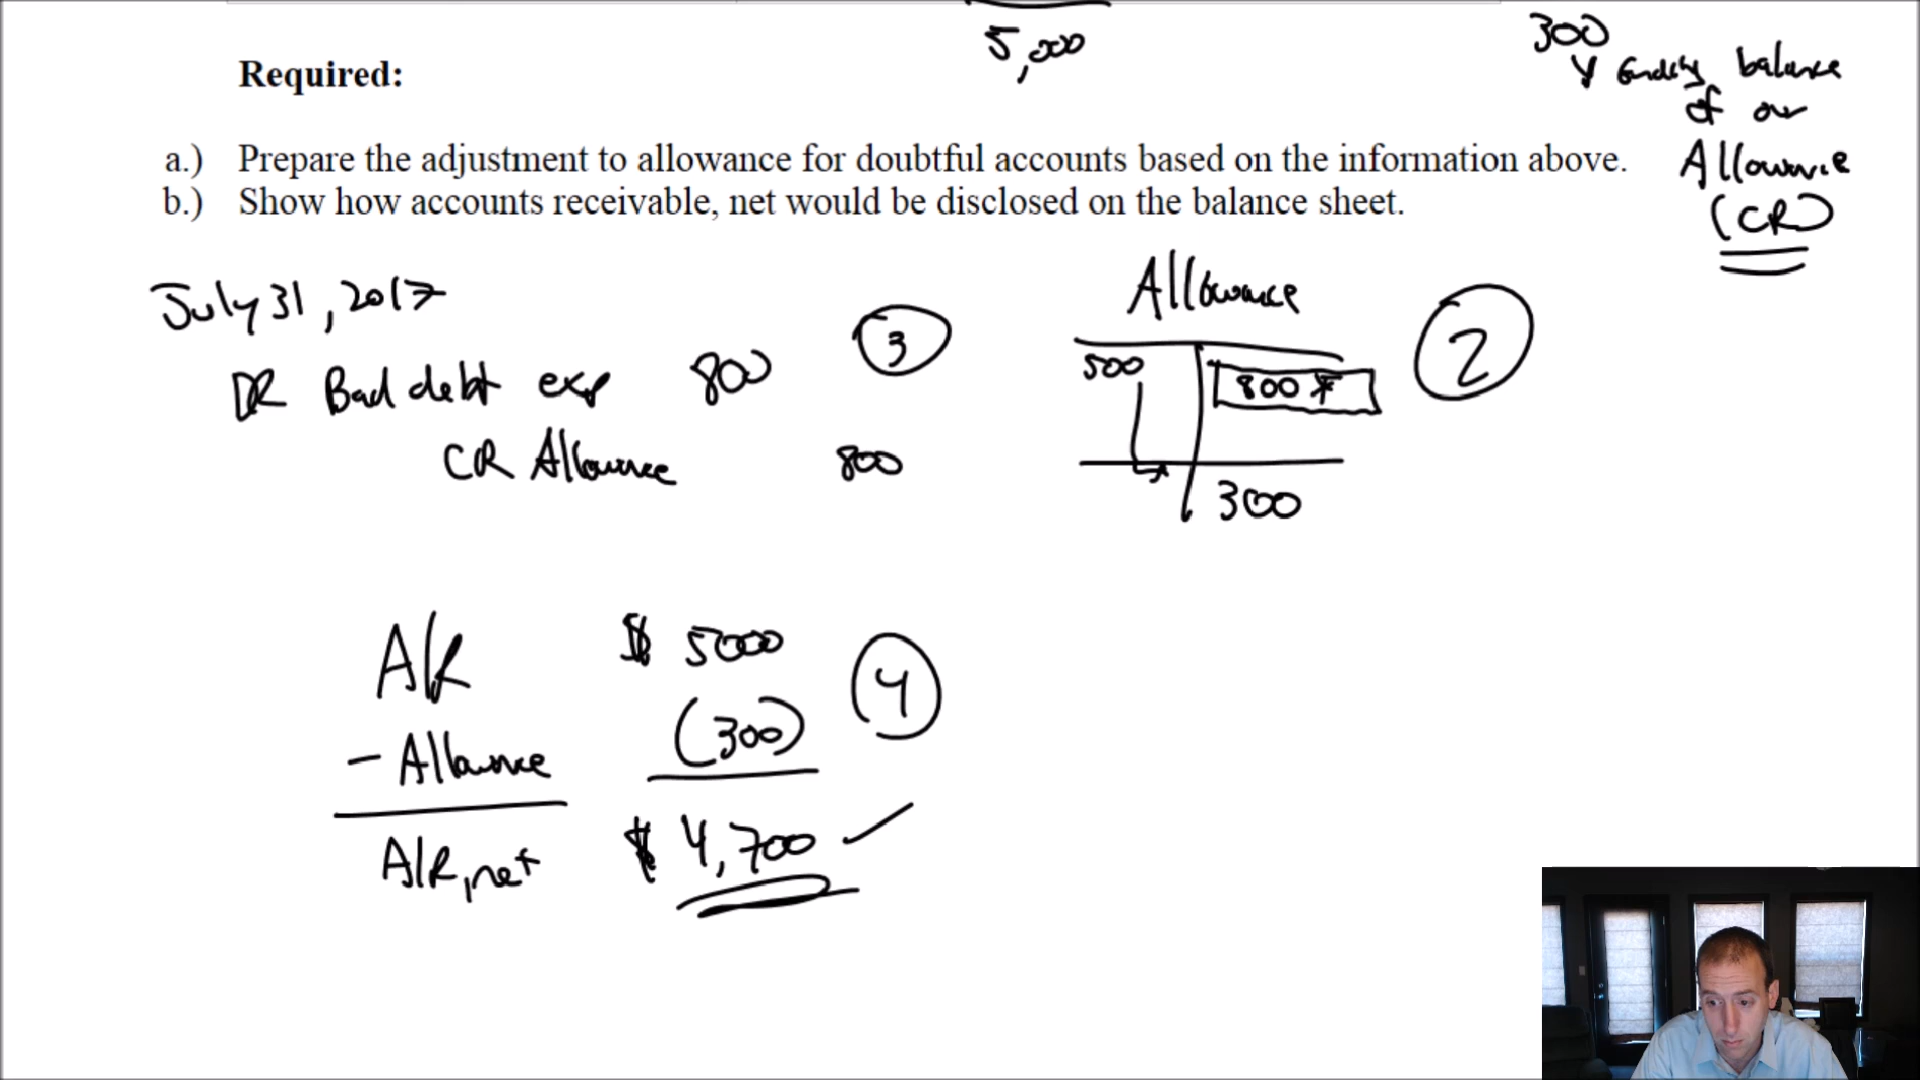 5,000
300
Ending balance
of our
Allowance
(CR)
Required:
a.) Prepare the adjustment to allowance for doubtful accounts based on the information above.
b.) Show how accounts receivable, net would be disclosed on the balance sheet.
July 31, 2017
DR Bad debt exp 800
CR Allowance 800
3
Allowance
500 800 *
300
2
A/R $ 5000
- Allowance (300)
A/R, net $ 4,700
4